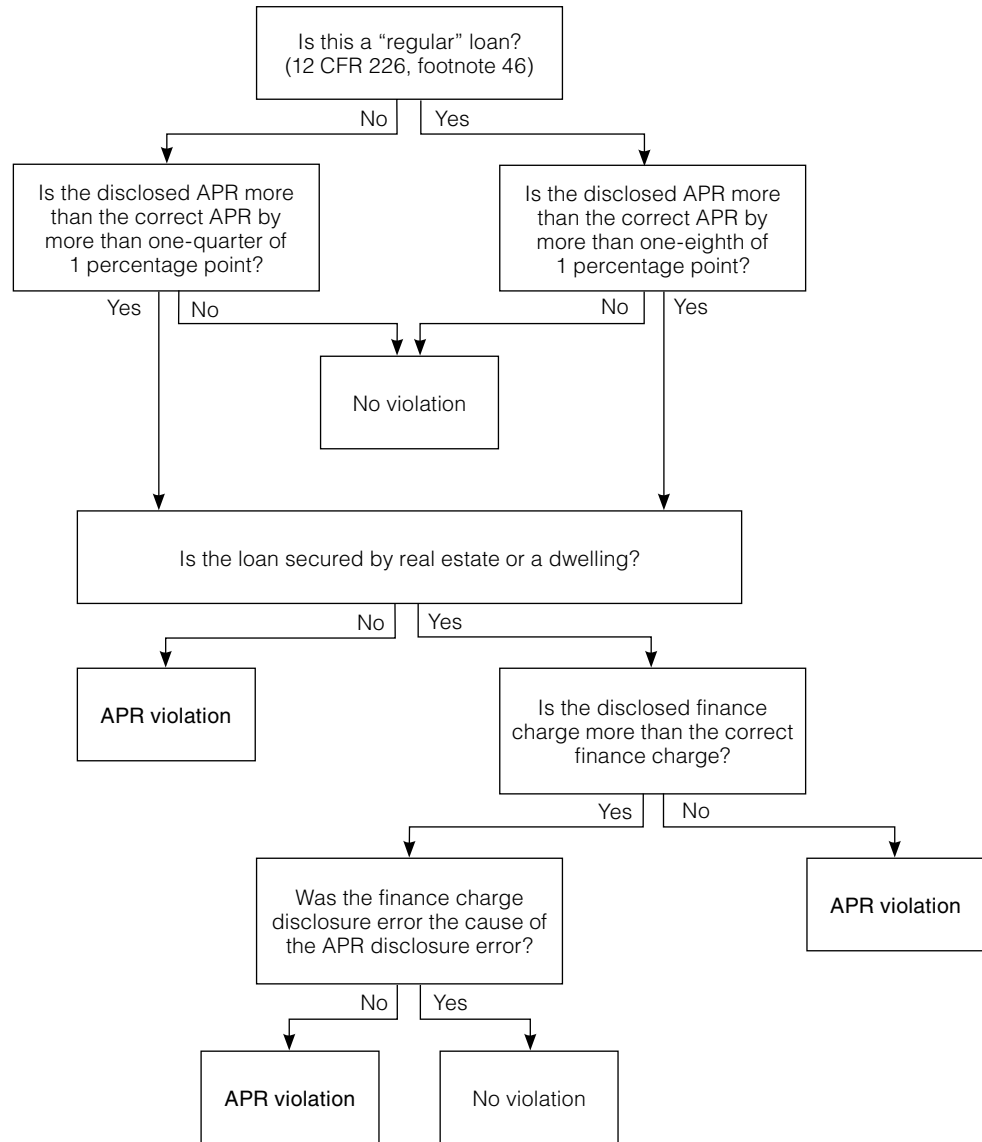 Is this a “regular” loan?
(12 CFR 226, footnote 46)
No
Yes
Is the disclosed APR more
than the correct APR by
more than one-quarter of
1 percentage point?
Is the disclosed APR more
than the correct APR by
more than one-eighth of
1 percentage point?
Yes
No
No
Yes
No violation
Is the loan secured by real estate or a dwelling?
No
Yes
APR violation
Is the disclosed finance
charge more than the correct
finance charge?
Yes
No
Was the finance charge
disclosure error the cause of
the APR disclosure error?
APR violation
No
Yes
APR violation
No violation